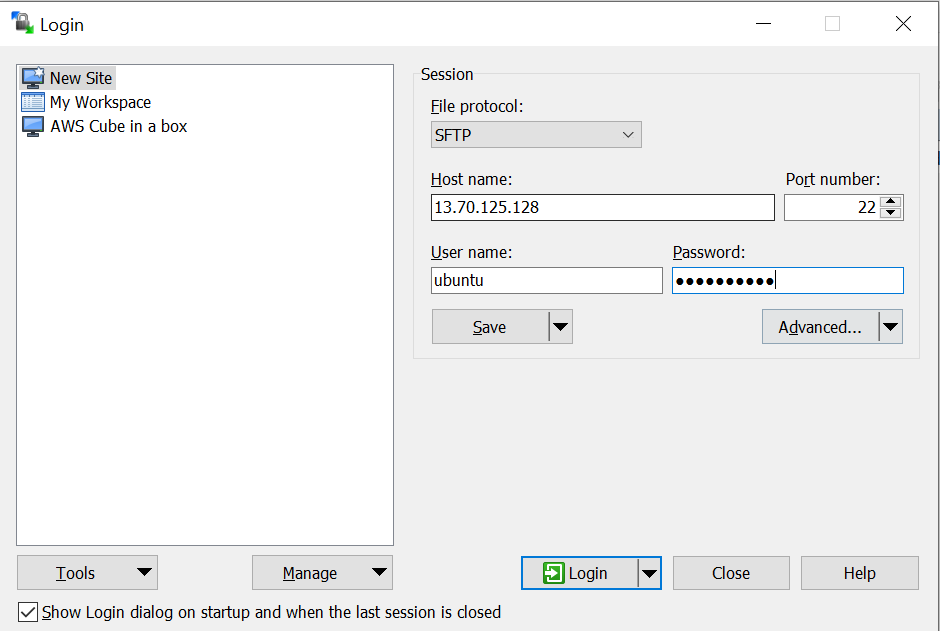 Login
New Site
My Workspace
AWS Cube in a box
Session
File protocol:
SFTP
Host name:
Port number:
13.70.125.128
22
User name:
Password:
ubuntu
●●●●●●●●●●
Save
Advanced...
Tools
Manage
Login
Close
Help
Show Login dialog on startup and when the last session is closed